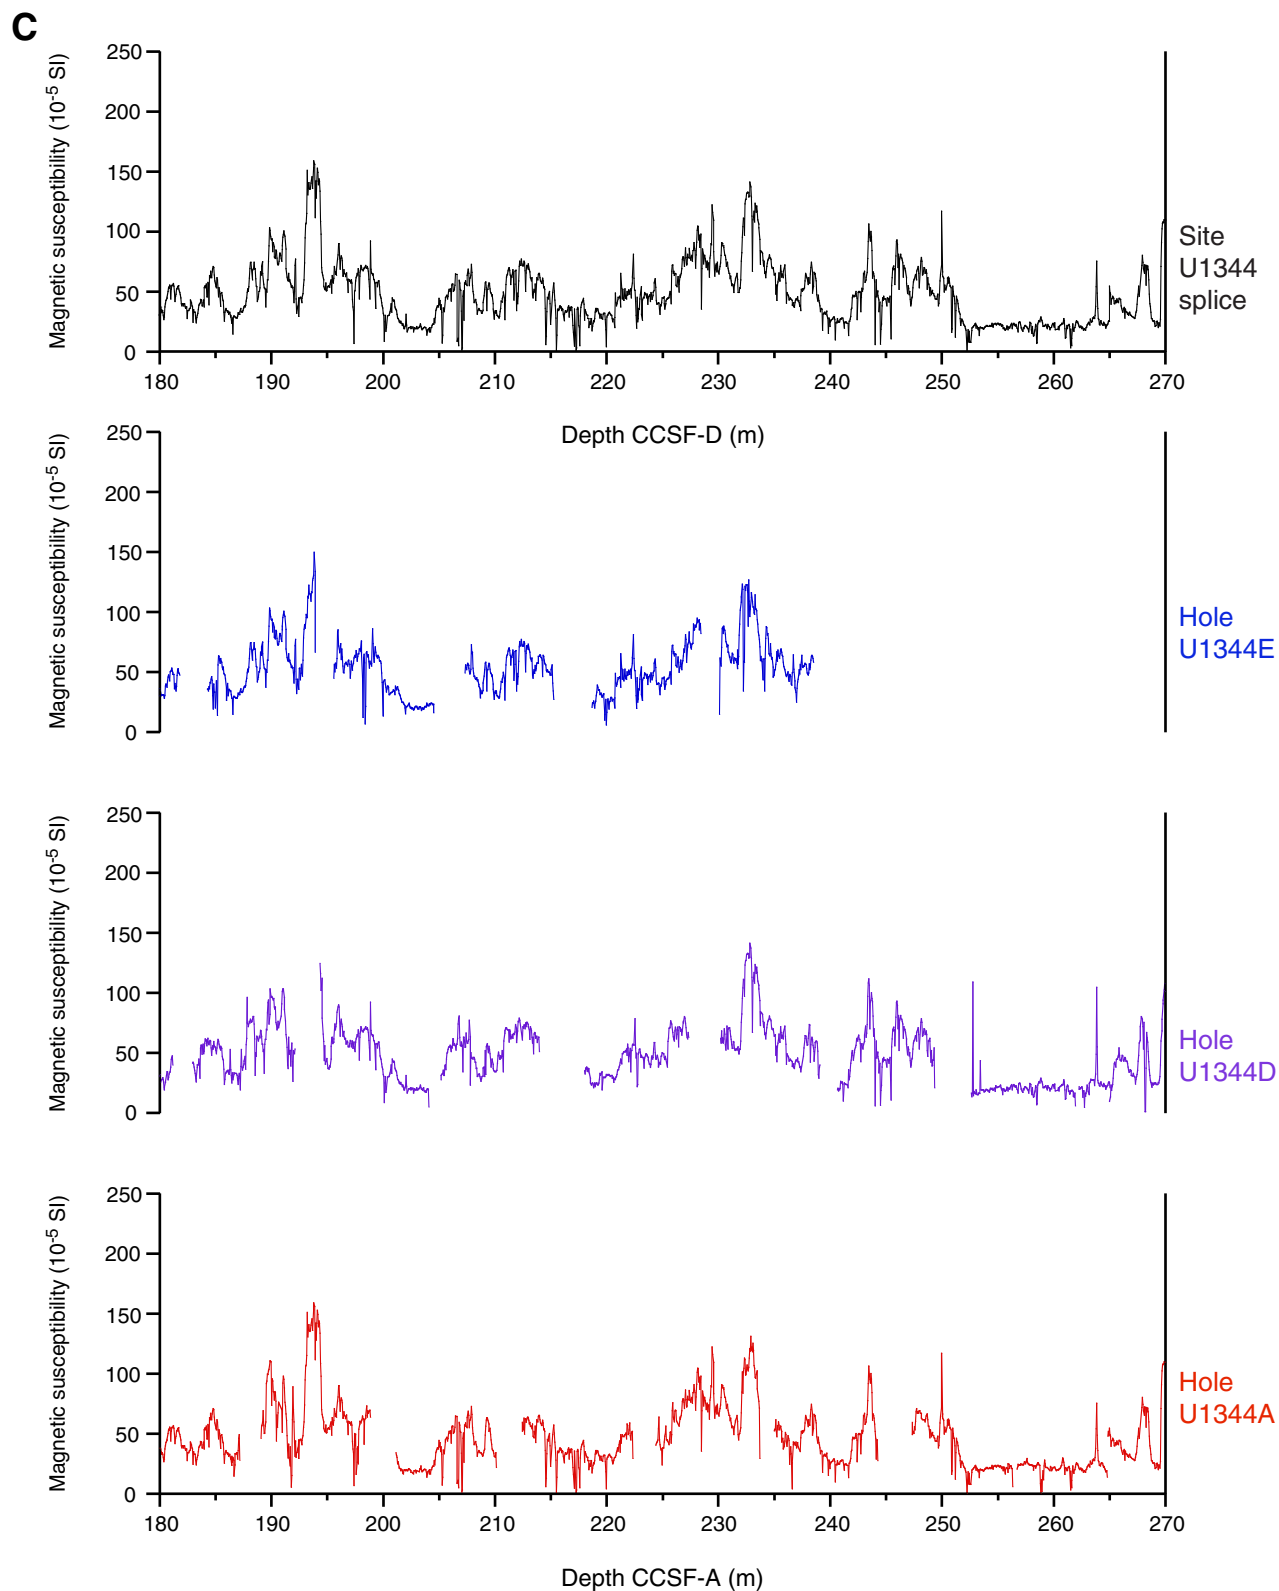 C
Magnetic susceptibility (10-5 SI)
250
200
150
100
50
0
180 190 200 210 220 230 240 250 260 270
Depth CCSF-D (m)
Site
U1344
splice
Magnetic susceptibility (10-5 SI)
250
200
150
100
50
0
Hole
U1344E
Magnetic susceptibility (10-5 SI)
250
200
150
100
50
0
Hole
U1344D
Magnetic susceptibility (10-5 SI)
250
200
150
100
50
0
180 190 200 210 220 230 240 250 260 270
Hole
U1344A
Depth CCSF-A (m)